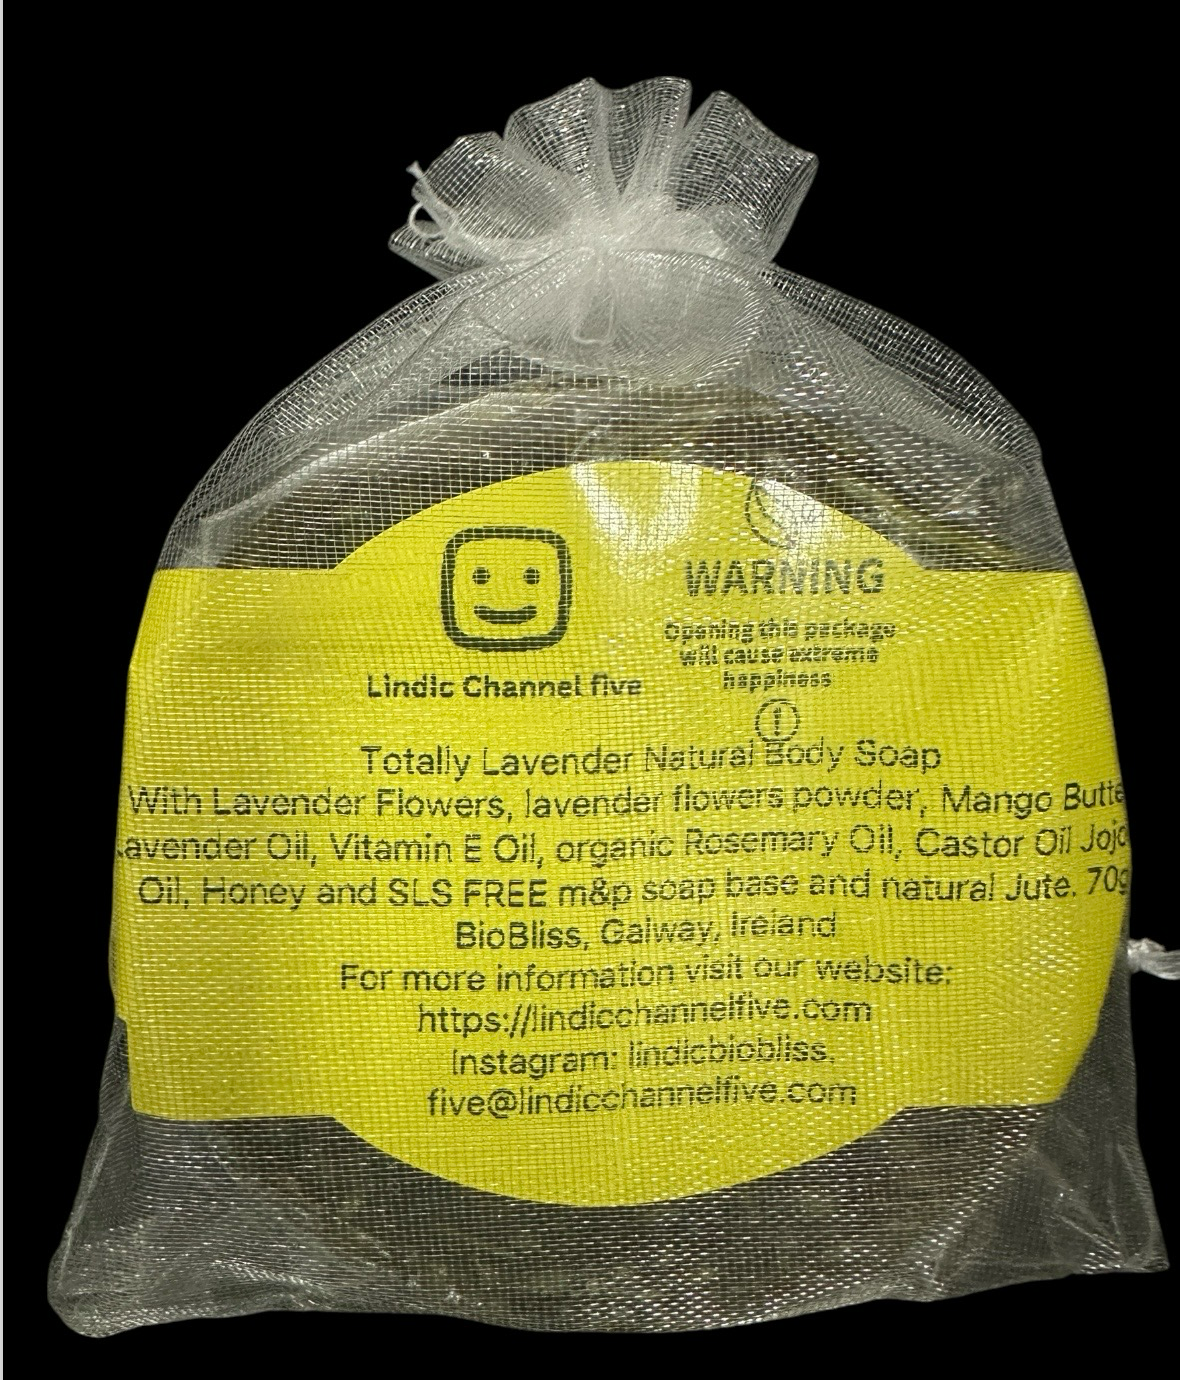 WARNING
Opening this package
will cause extreme
happiness
Lindic Channel five
Totally Lavender Natural Body Soap
With Lavender Flowers, lavender flowers powder, Mango Butte
avender Oil, Vitamin E Oil, organic Rosemary Oil, Castor Oil Jojo
Oil, Honey and SLS FREE m&p soap base and natural Jute. 70g
BioBliss, Galway, Ireland
For more information visit our website:
https://lindicchannelfive.com
Instagram: lindicbiobliss.
five@lindicchannelfive.com